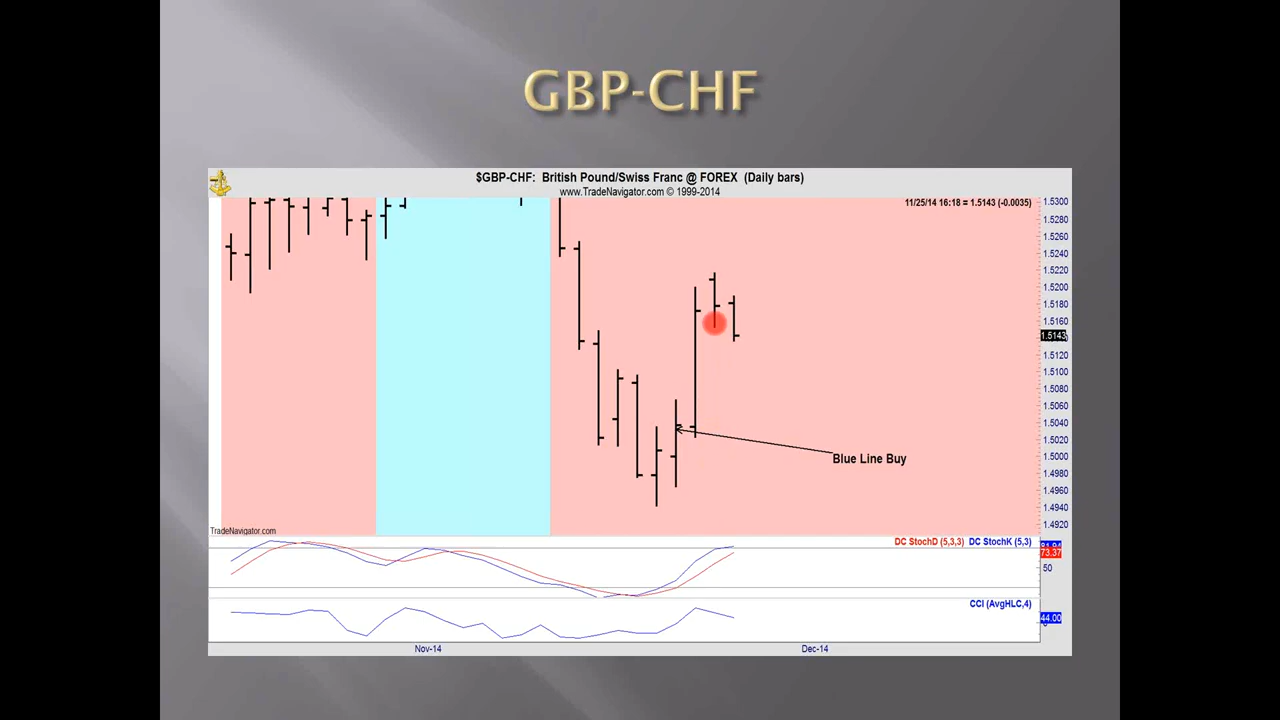 GBP-CHF
$GBP-CHF: British Pound/Swiss Franc @ FOREX (Daily bars)
www.TradeNavigator.com © 1999-2014
11/25/14 16:18 = 1.5143 (-0.0035)
1.5300
1.5280
1.5260
1.5240
1.5220
1.5200
1.5180
1.5160
1.5143
1.5120
1.5100
1.5080
1.5060
1.5040
1.5020
1.5000
1.4980
1.4960
1.4940
1.4920
Blue Line Buy
TradeNavigator.com
DC StochD (5,3,3) DC StochK (5,3)
81.94
73.37
50
CCI (AvgHLC,4)
44.00
Nov-14 Dec-14